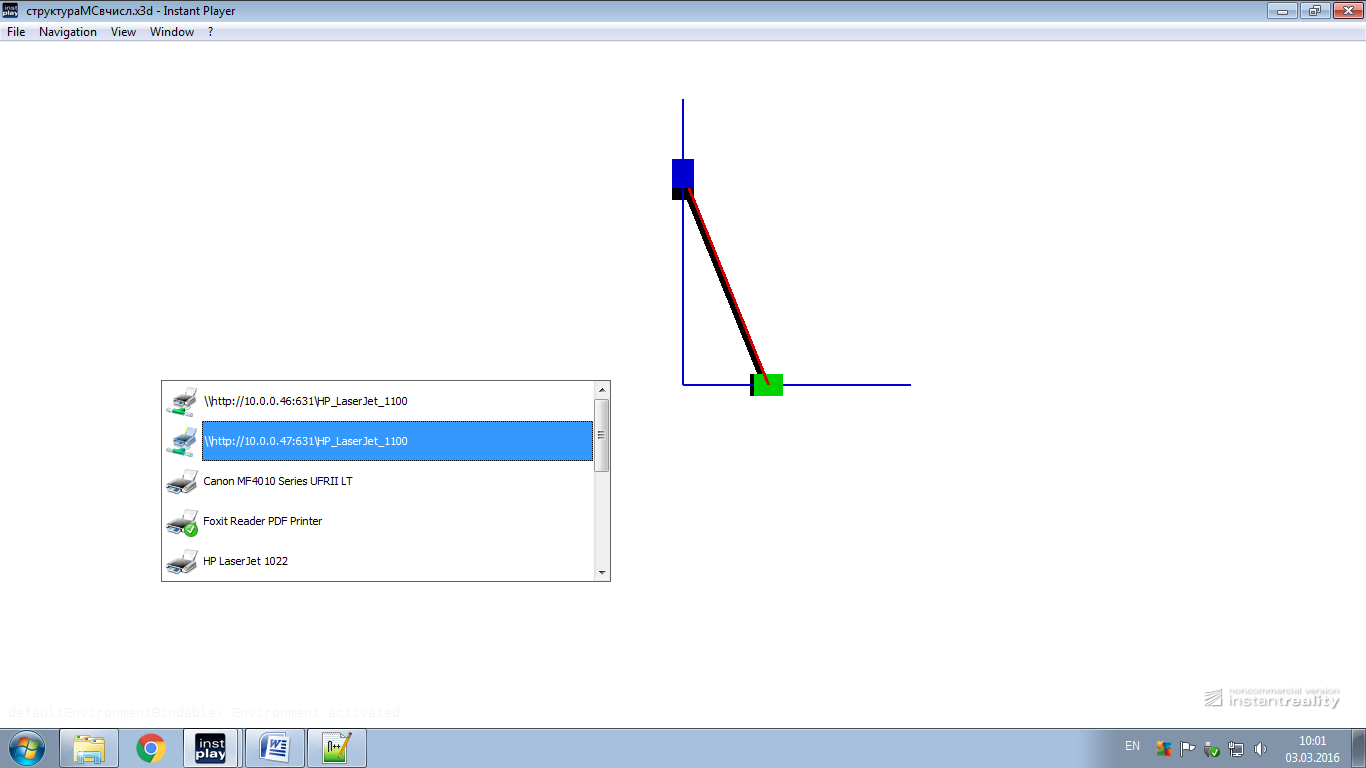 inst play
структураМСвчисл.x3d - Instant Player
File Navigation View Window ?
\\http://10.0.0.46:631\HP_LaserJet_1100
\\http://10.0.0.47:631\HP_LaserJet_1100
Canon MF4010 Series UFRII LT
Foxit Reader PDF Printer
HP LaserJet 1022
noncommercial version
instantreality
defaultEnvironmentBindable/ Environment activated
inst play
EN
10:01
03.03.2016